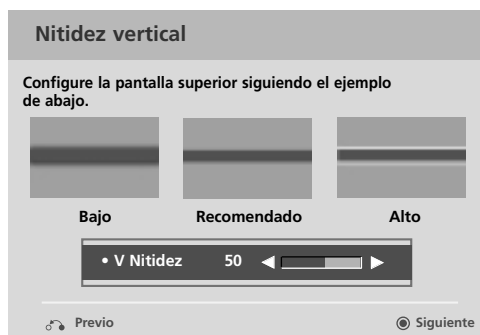 Nitidez vertical
Configure la pantalla superior siguiendo el ejemplo
de abajo.
Bajo Recomendado Alto
• V Nitidez 50
Previo Siguiente